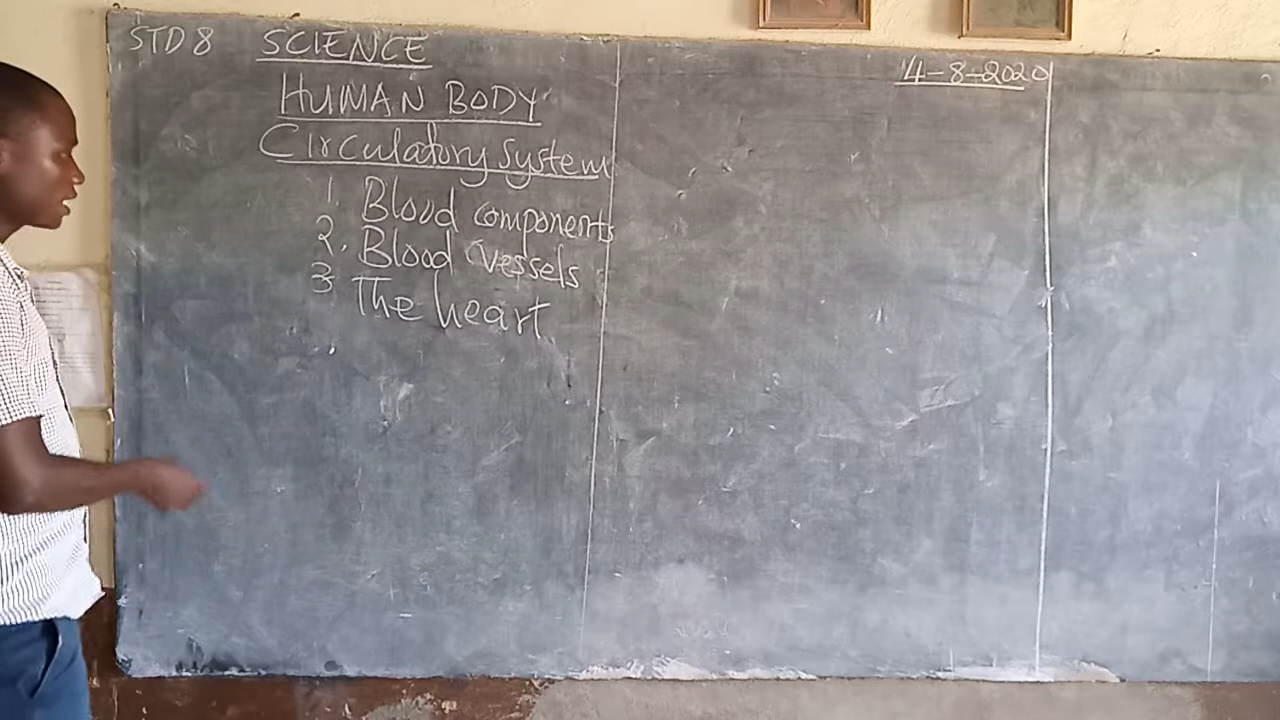 STD 8 SCIENCE
14-8-2020
HUMAN BODY
Circulatory system
1. Blood components
2. Blood vessels
3 The heart